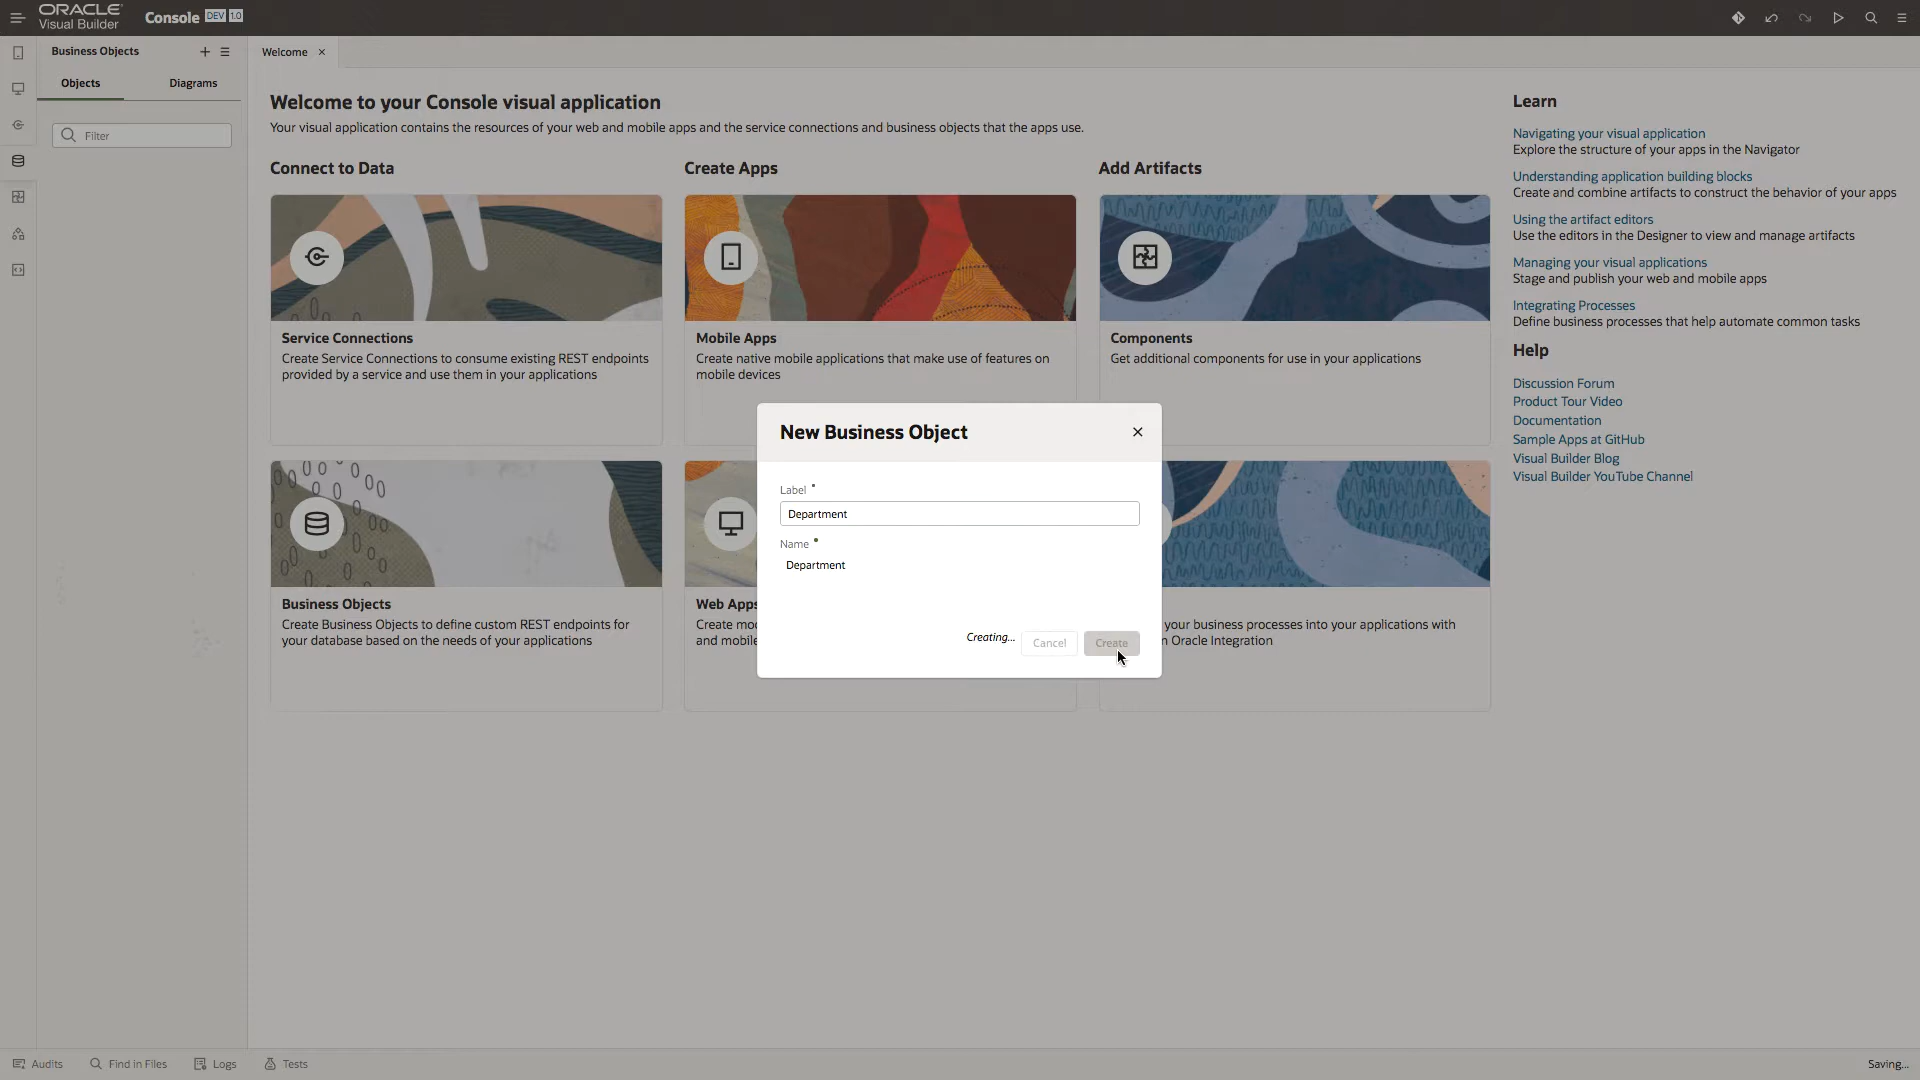 ORACLE
Visual Builder
Console DEV 1.0
Business Objects
Objects
Diagrams
Filter
Welcome
Welcome to your Console visual application
Your visual application contains the resources of your web and mobile apps and the service connections and business objects that the apps use.
Connect to Data
Service Connections
Create Service Connections to consume existing REST endpoints
provided by a service and use them in your applications
Business Objects
Create Business Objects to define custom REST endpoints for
your database based on the needs of your applications
Create Apps
Mobile Apps
Create native mobile applications that make use of features on
mobile devices
Web Apps
Create
and mobile
Add Artifacts
Components
Get additional components for use in your applications
your business processes into your applications with
Oracle Integration
New Business Object
Label
Department
Name
Department
Creating...
Cancel
Create
Learn
Navigating your visual application
Explore the structure of your apps in the Navigator
Understanding application building blocks
Create and combine artifacts to construct the behavior of your apps
Using the artifact editors
Use the editors in the Designer to view and manage artifacts
Managing your visual applications
Stage and publish your web and mobile apps
Integrating Processes
Define business processes that help automate common tasks
Help
Discussion Forum
Product Tour Video
Documentation
Sample Apps at GitHub
Visual Builder Blog
Visual Builder YouTube Channel
Audits
Find in Files
Logs
Tests
Saving...